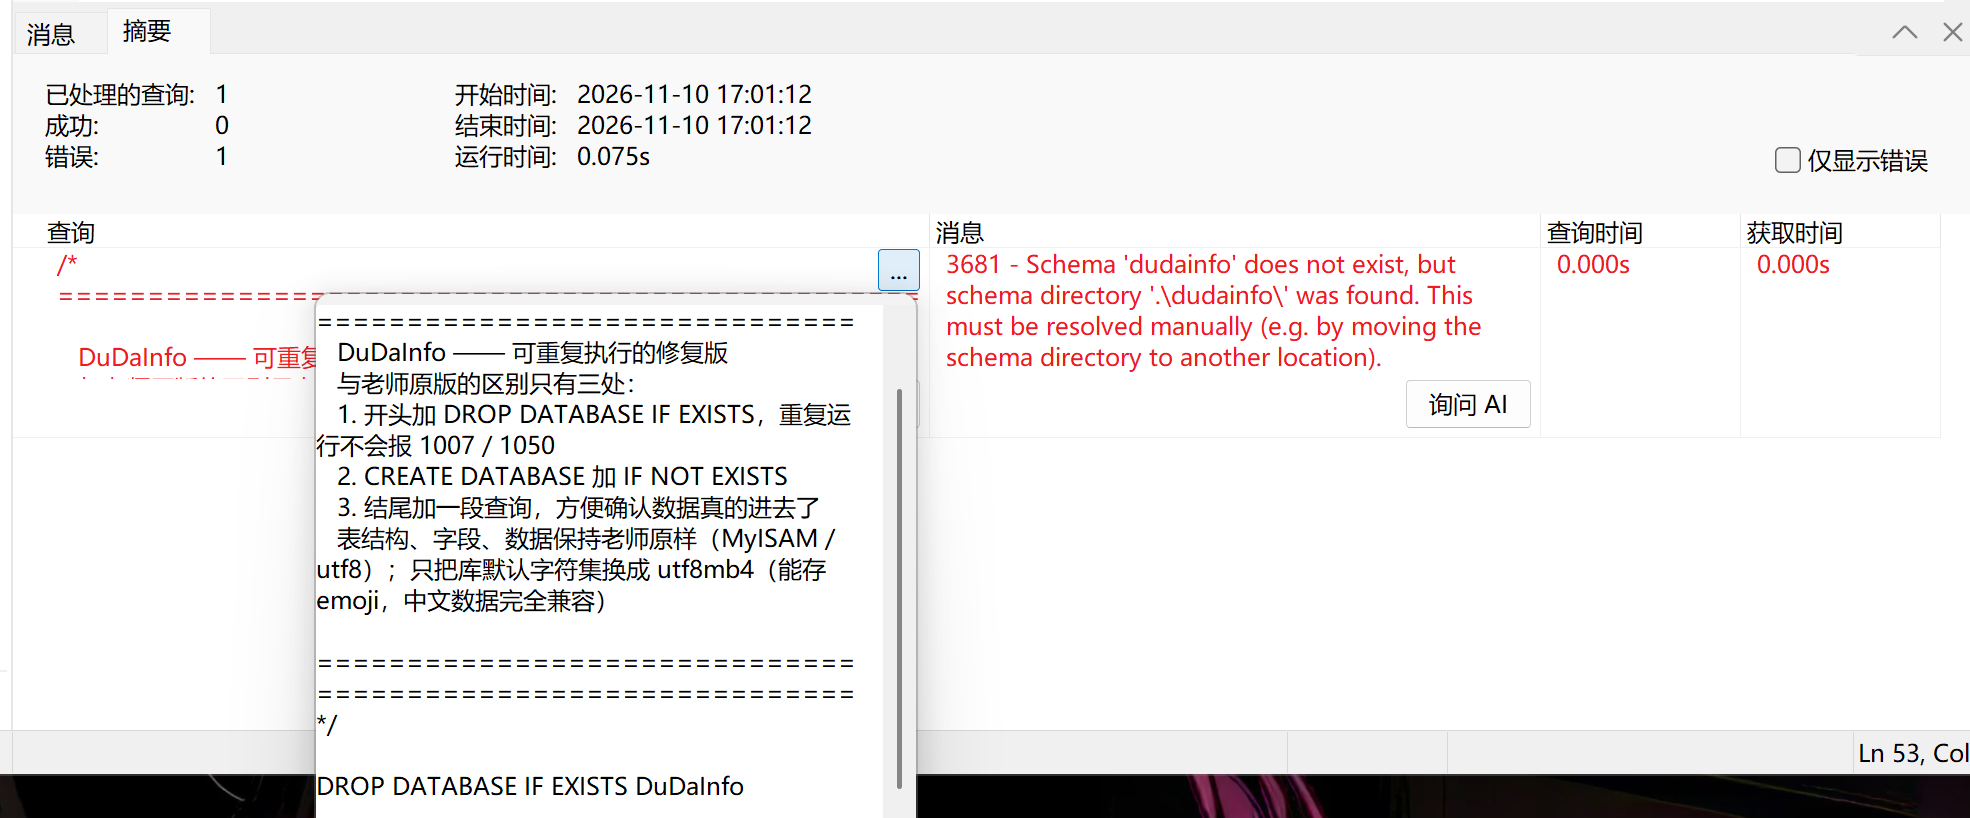 消息
摘要
已处理的查询: 1
成功: 0
错误: 1
开始时间: 2026-11-10 17:01:12
结束时间: 2026-11-10 17:01:12
运行时间: 0.075s
仅显示错误
查询
消息
查询时间
获取时间
/*
==============================
DuDaInfo —— 可重复
...
3681 - Schema 'dudainfo' does not exist, but
schema directory '.\dudainfo\' was found. This
must be resolved manually (e.g. by moving the
schema directory to another location).
0.000s
0.000s
询问 AI
==============================
DuDaInfo —— 可重复执行的修复版
与老师原版的区别只有三处：
1. 开头加 DROP DATABASE IF EXISTS，重复运
行不会报 1007 / 1050
2. CREATE DATABASE 加 IF NOT EXISTS
3. 结尾加一段查询，方便确认数据真的进去了
表结构、字段、数据保持老师原样（MyISAM /
utf8）；只把库默认字符集换成 utf8mb4（能存
emoji，中文数据完全兼容）
==============================
==============================
*/
DROP DATABASE IF EXISTS DuDaInfo
Ln 53, Col